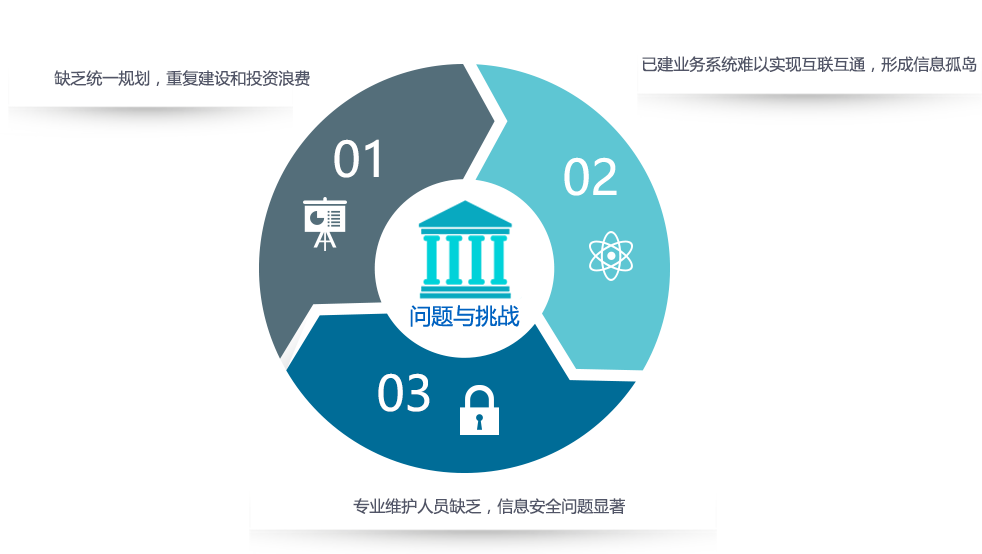 缺乏统一规划，重复建设和投资浪费
已建业务系统难以实现互联互通，形成信息孤岛
01
02
问题与挑战
03
专业维护人员缺乏，信息安全问题显著